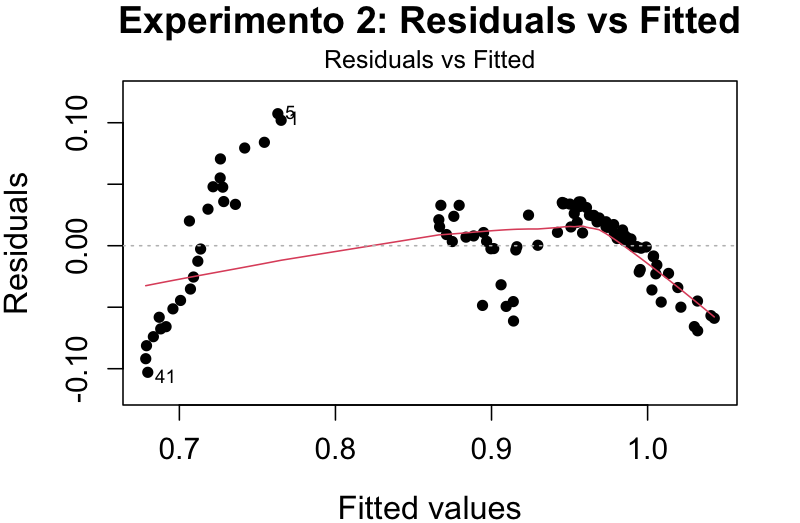 Experimento 2: Residuals vs Fitted
Residuals vs Fitted
Residuals
0.10
0.00
-0.10
5
1
41
0.7 0.8 0.9 1.0
Fitted values